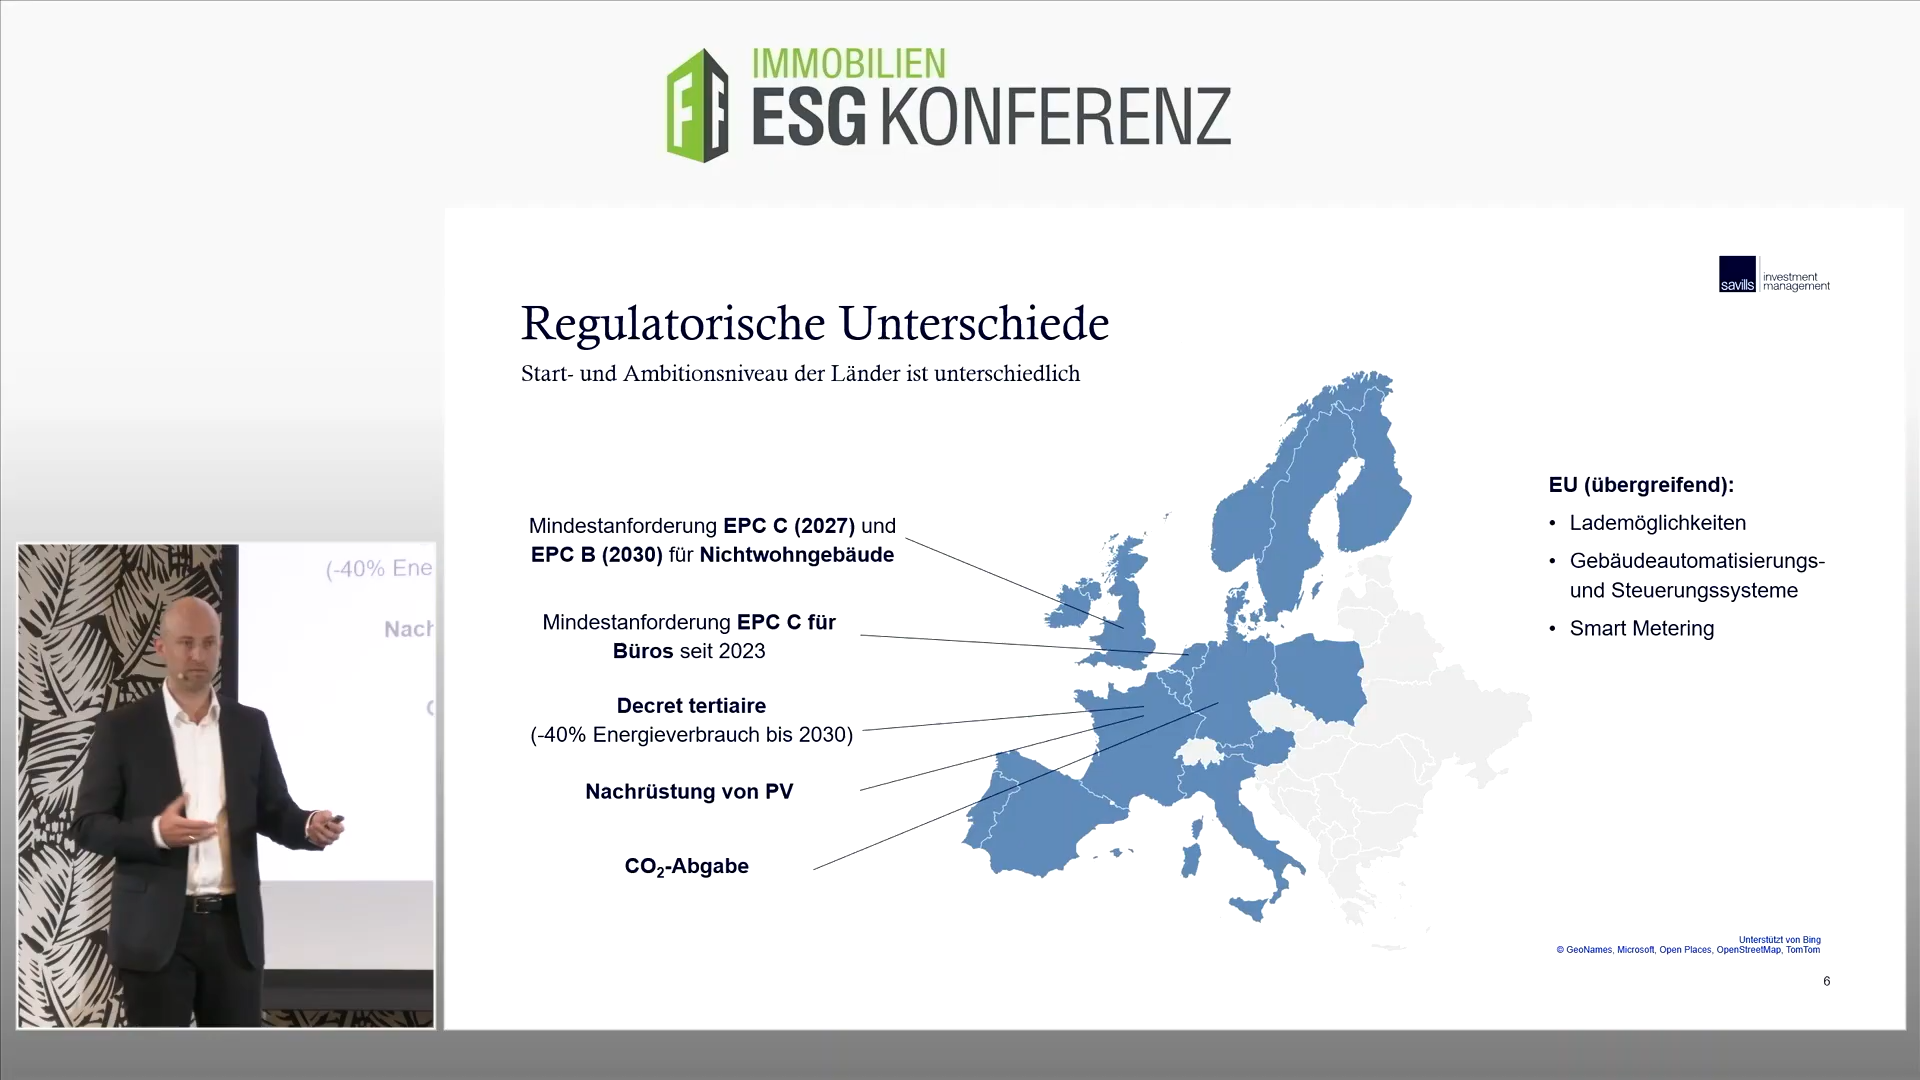 IMMOBILIEN
ESG KONFERENZ
FF
savills
investment
management
Regulatorische Unterschiede
Start- und Ambitionsniveau der Länder ist unterschiedlich
Mindestanforderung EPC C (2027) und
EPC B (2030) für Nichtwohngebäude
Mindestanforderung EPC C für
Büros seit 2023
Decret tertiaire
(-40% Energieverbrauch bis 2030)
Nachrüstung von PV
CO₂-Abgabe
EU (übergreifend):
• Lademöglichkeiten
• Gebäudeautomatisierungs-
und Steuerungssysteme
• Smart Metering
Unterstützt von Bing
© GeoNames, Microsoft, Open Places, OpenStreetMap, TomTom
6
(-40% Ene
Nach